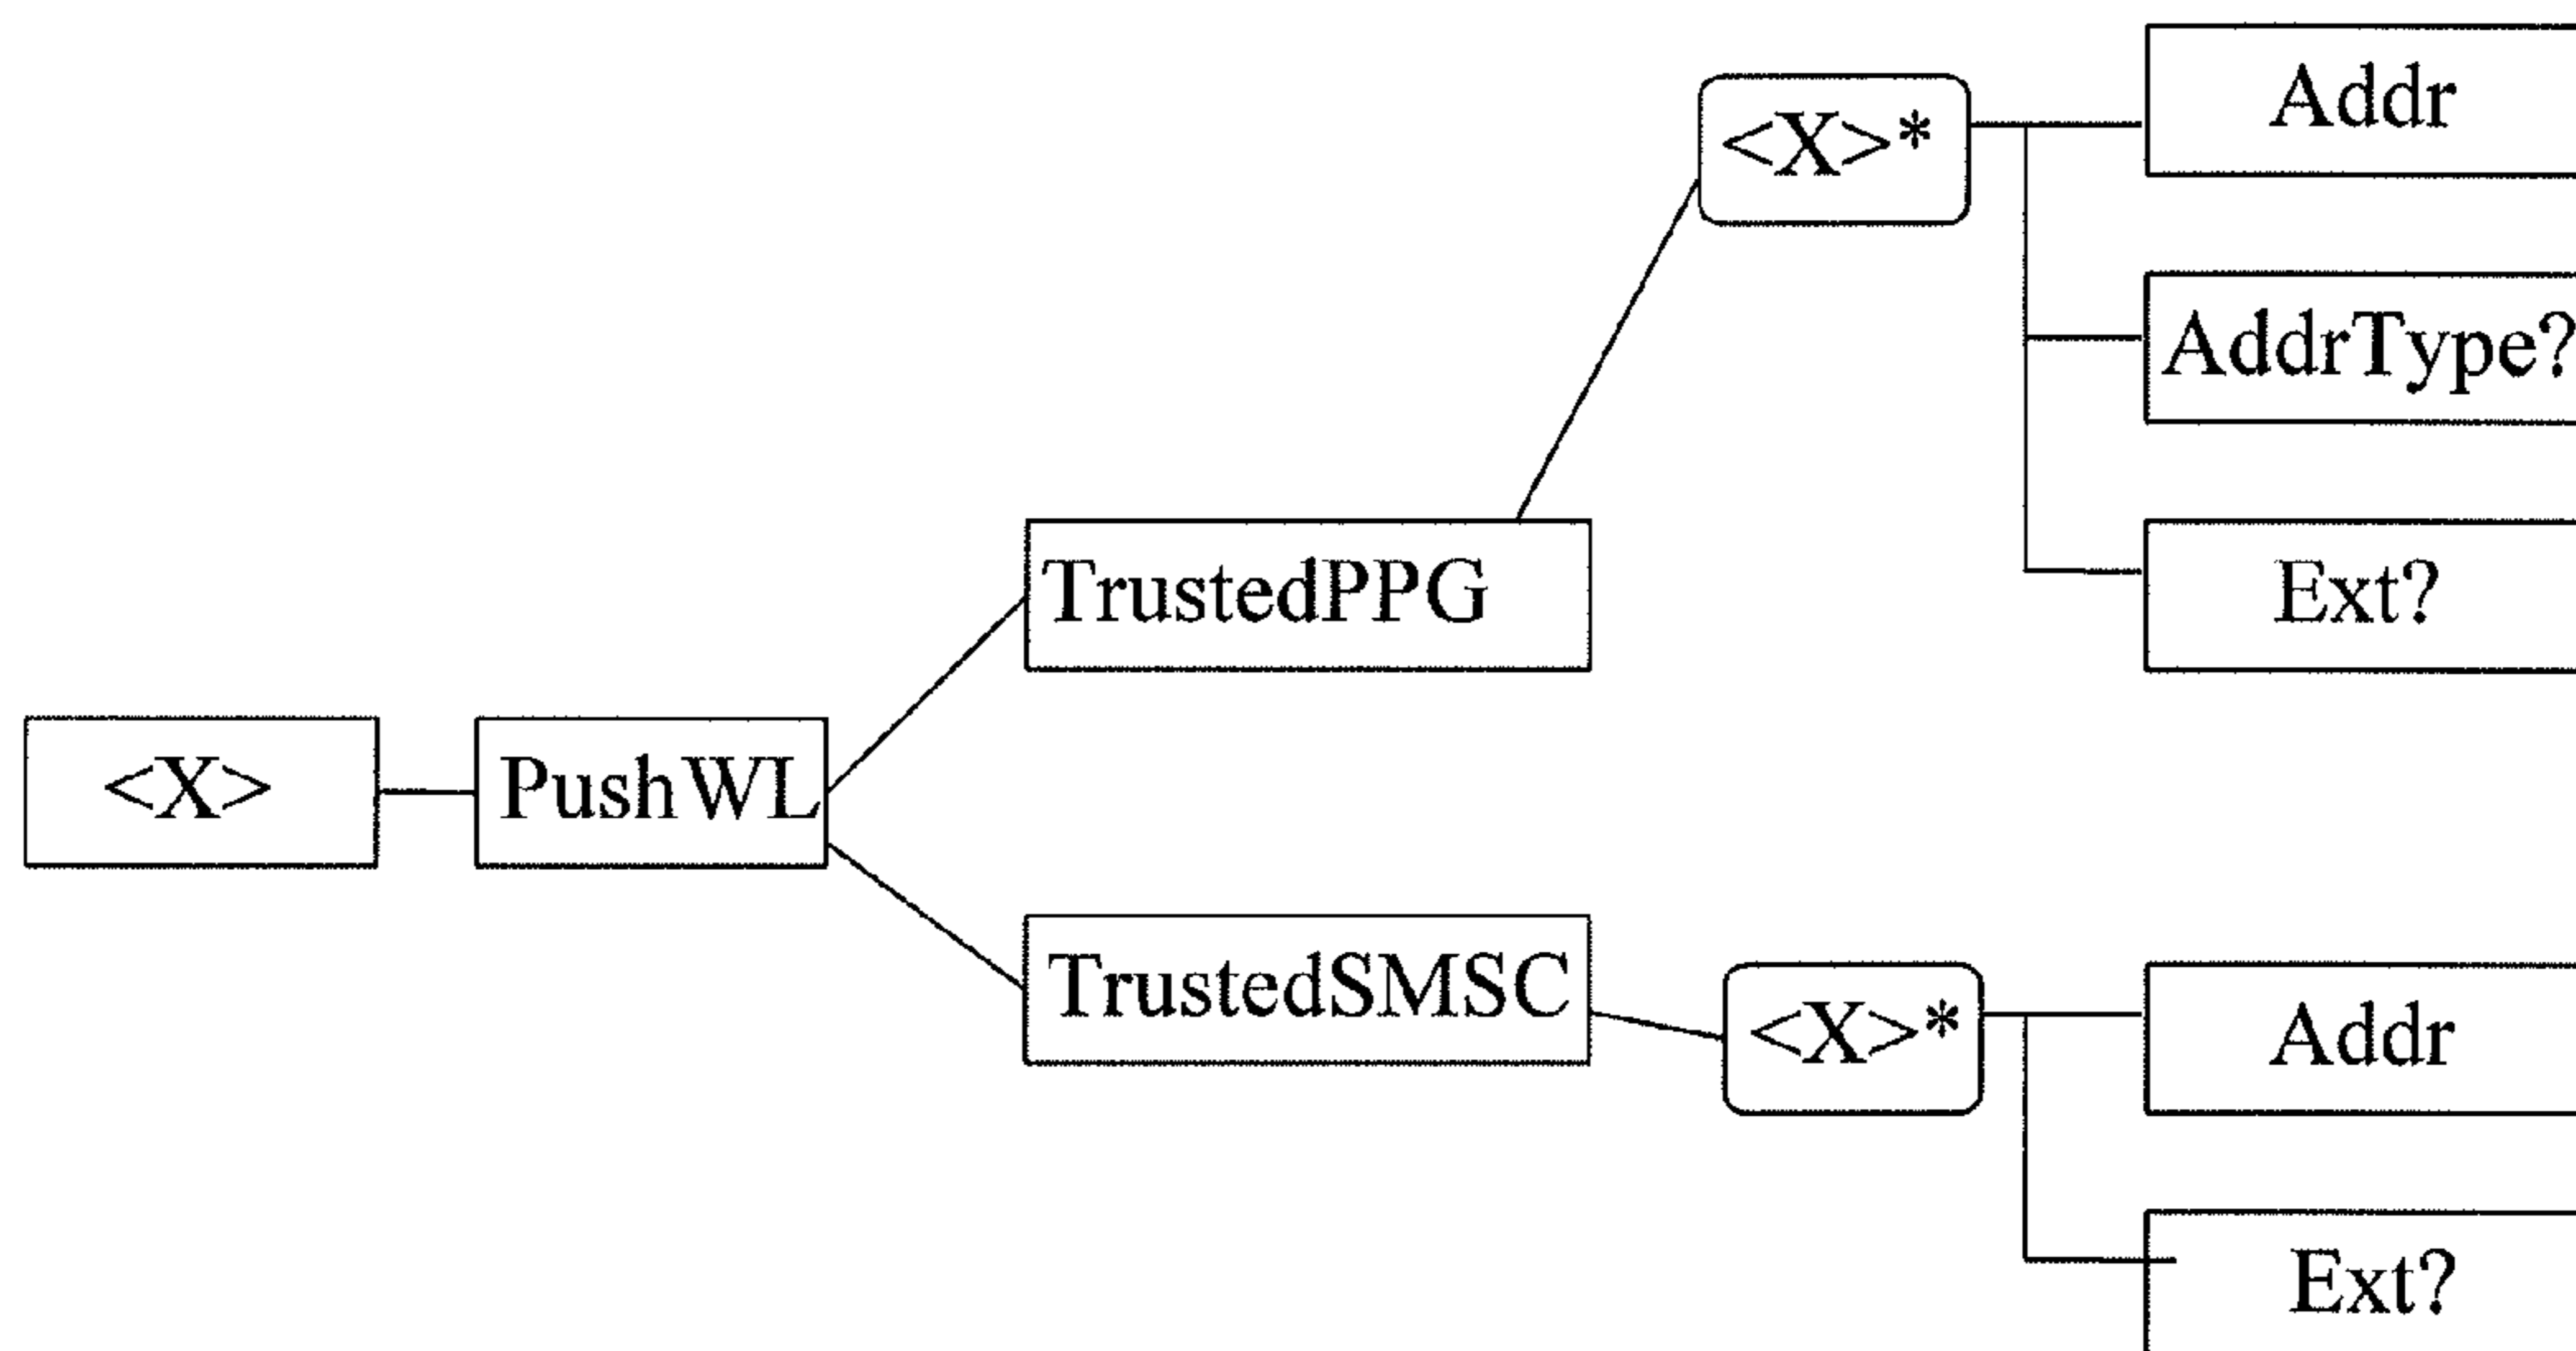 Addr
<X>*
AddrType?
TrustedPPG
Ext?
<X>
PushWL
TrustedSMSC
<X>*
Addr
Ext?